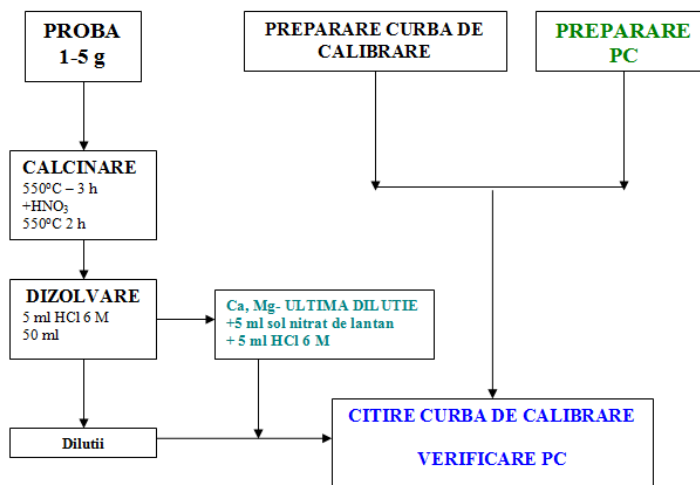 PROBA
1-5 g
PREPARARE CURBA DE
CALIBRARE
PREPARARE
PC
CALCINARE
550⁰C – 3 h
+HNO₃
550⁰C 2 h
DIZOLVARE
5 ml HCl 6 M
50 ml
Ca, Mg- ULTIMA DILUTIE
+5 ml sol nitrat de lantan
+ 5 ml HCl 6 M
Dilutii
CITIRE CURBA DE CALIBRARE
VERIFICARE PC